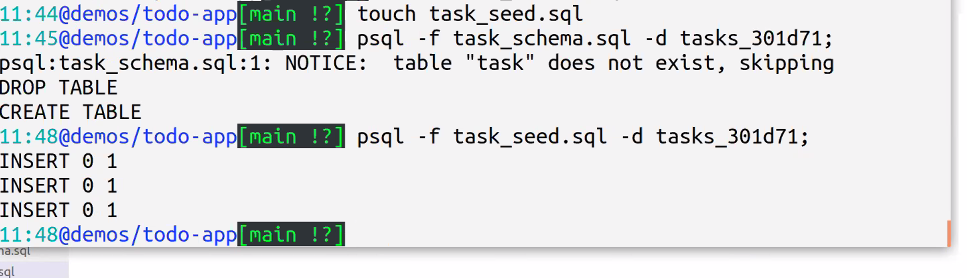 11:44@demos/todo-app[main !?] touch task_seed.sql
11:45@demos/todo-app[main !?] psql -f task_schema.sql -d tasks_301d71;
psql:task_schema.sql:1: NOTICE:  table "task" does not exist, skipping
DROP TABLE
CREATE TABLE
11:48@demos/todo-app[main !?] psql -f task_seed.sql -d tasks_301d71;
INSERT 0 1
INSERT 0 1
INSERT 0 1
11:48@demos/todo-app[main !?]
ma.sql
sql